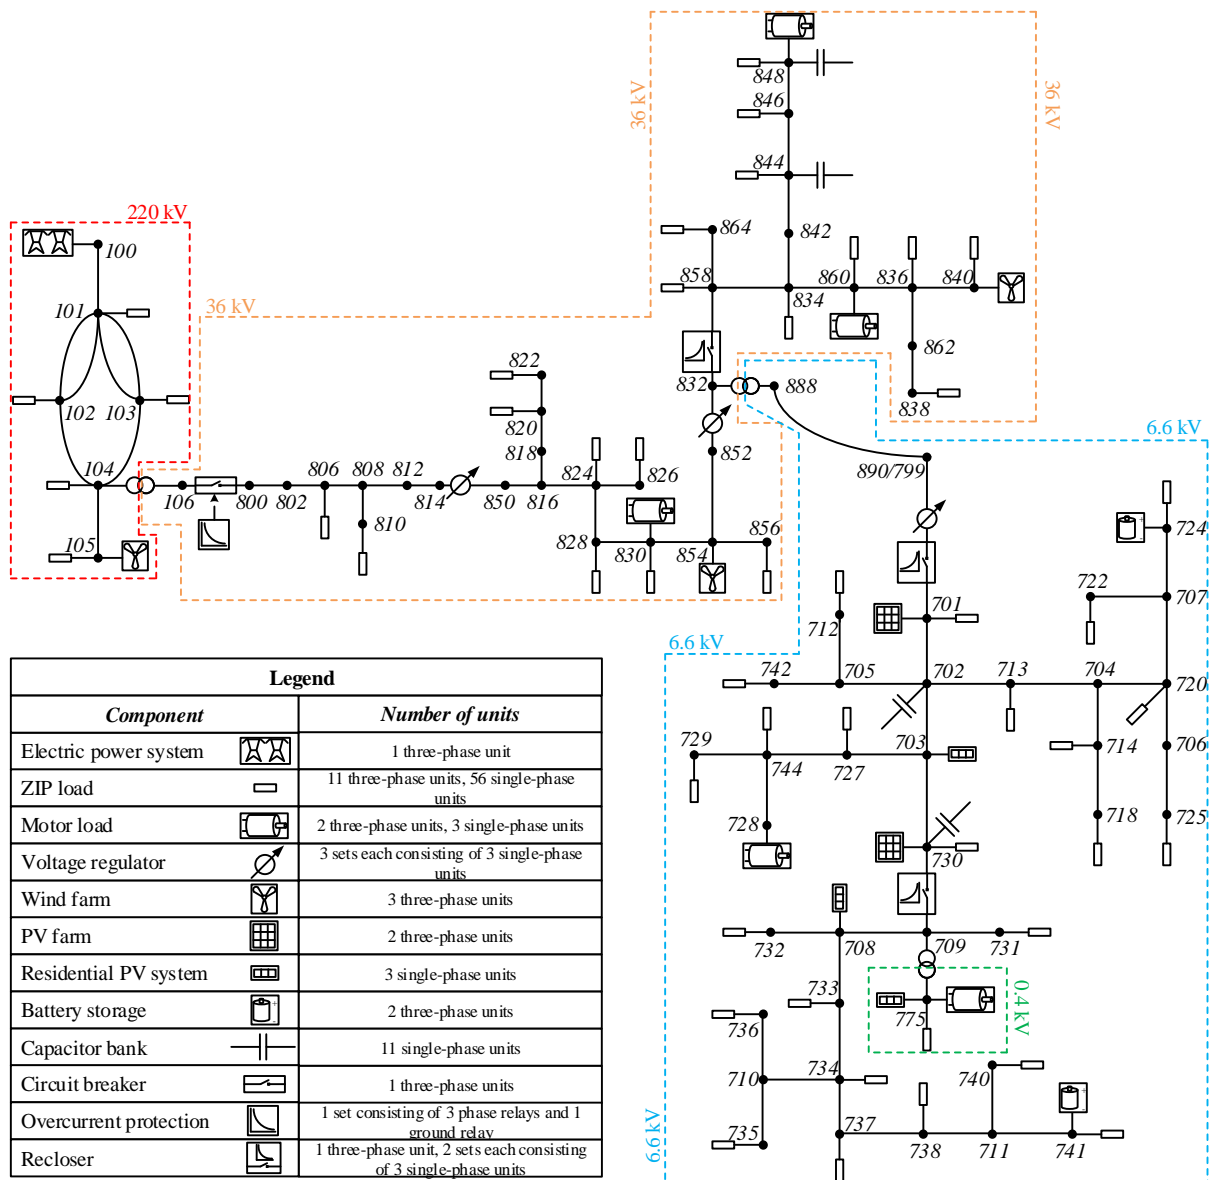 36 kV
36 kV
848
846
844
842
864
858
834
860
836
840
862
838
220 kV
100
101
102
103
104
105
36 kV
106
800
802
806
808
810
812
814
850
816
818
820
822
824
826
828
830
854
856
852
832
888
890/799
6.6 kV
6.6 kV
6.6 kV
701
712
742
705
702
713
704
720
707
722
724
706
725
714
718
729
744
727
703
728
730
732
708
709
731
733
775
0.4 kV
736
710
735
734
737
738
711
740
741
Legend
Component Number of units
Electric power system 1 three-phase unit
ZIP load 11 three-phase units, 56 single-phase
units
Motor load 2 three-phase units, 3 single-phase units
Voltage regulator 3 sets each consisting of 3 single-phase
units
Wind farm 3 three-phase units
PV farm 2 three-phase units
Residential PV system 3 single-phase units
Battery storage 2 three-phase units
Capacitor bank 11 single-phase units
Circuit breaker 1 three-phase units
Overcurrent protection 1 set consisting of 3 phase relays and 1
ground relay
Recloser 1 three-phase unit, 2 sets each consisting
of 3 single-phase units